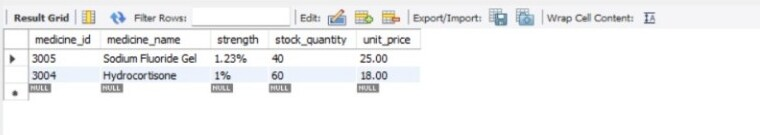 Result Grid Filter Rows: Edit: Export/Import: Wrap Cell Content: IA
medicine_id medicine_name strength stock_quantity unit_price
3005 Sodium Fluoride Gel 1.23% 40 25.00
3004 Hydrocortisone 1% 60 18.00
NULL NULL NULL NULL NULL